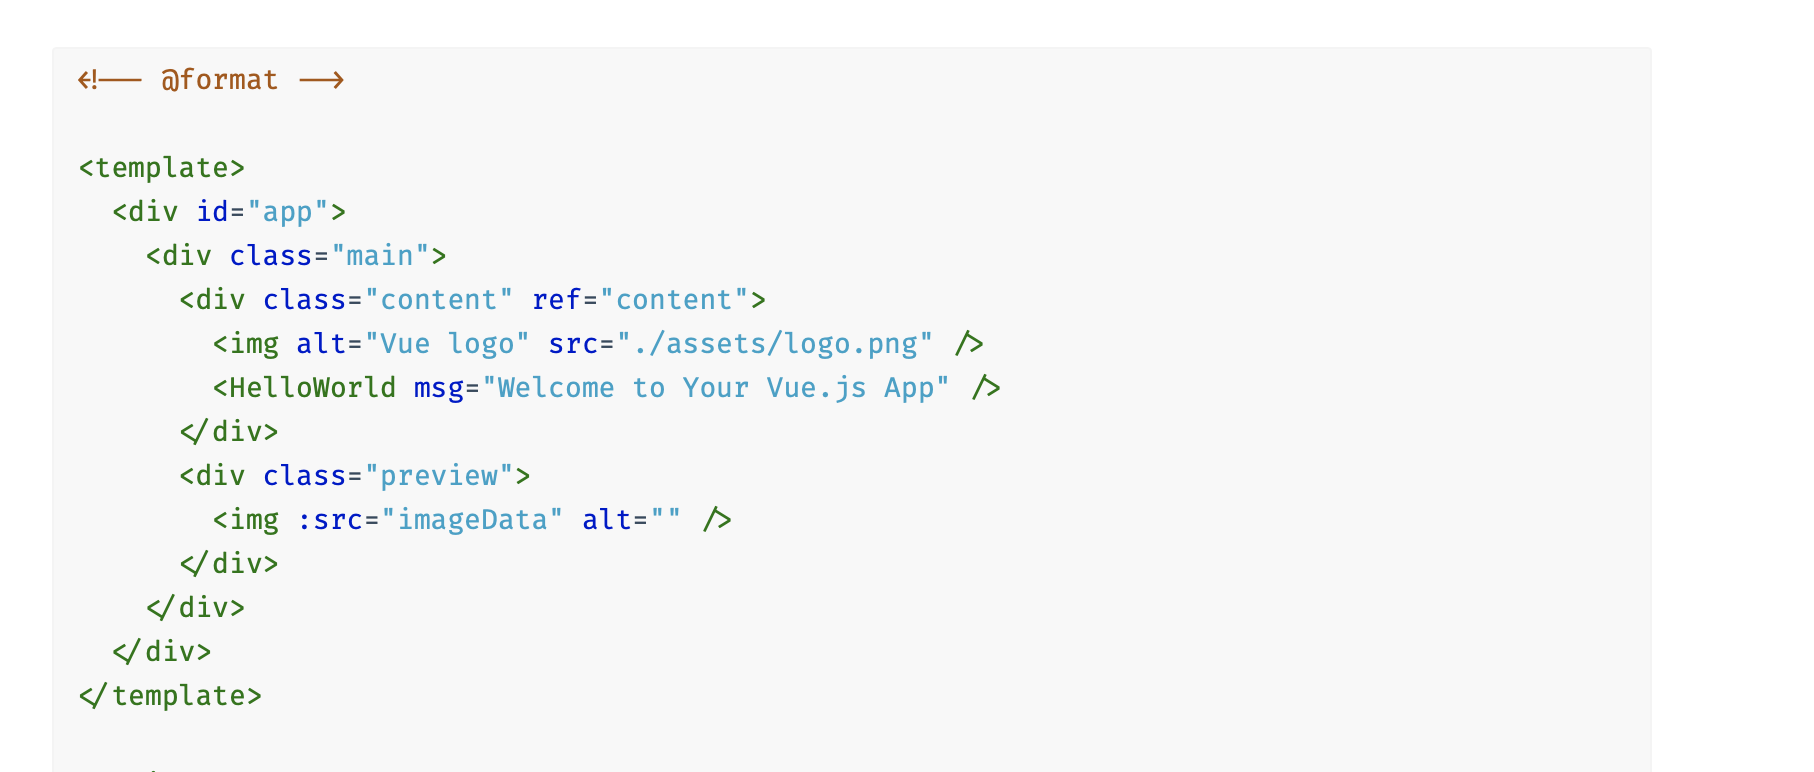 <!-- @format -->

<template>
  <div id="app">
    <div class="main">
      <div class="content" ref="content">
        <img alt="Vue logo" src="./assets/logo.png" />
        <HelloWorld msg="Welcome to Your Vue.js App" />
      </div>
      <div class="preview">
        <img :src="imageData" alt="" />
      </div>
    </div>
  </div>
</template>